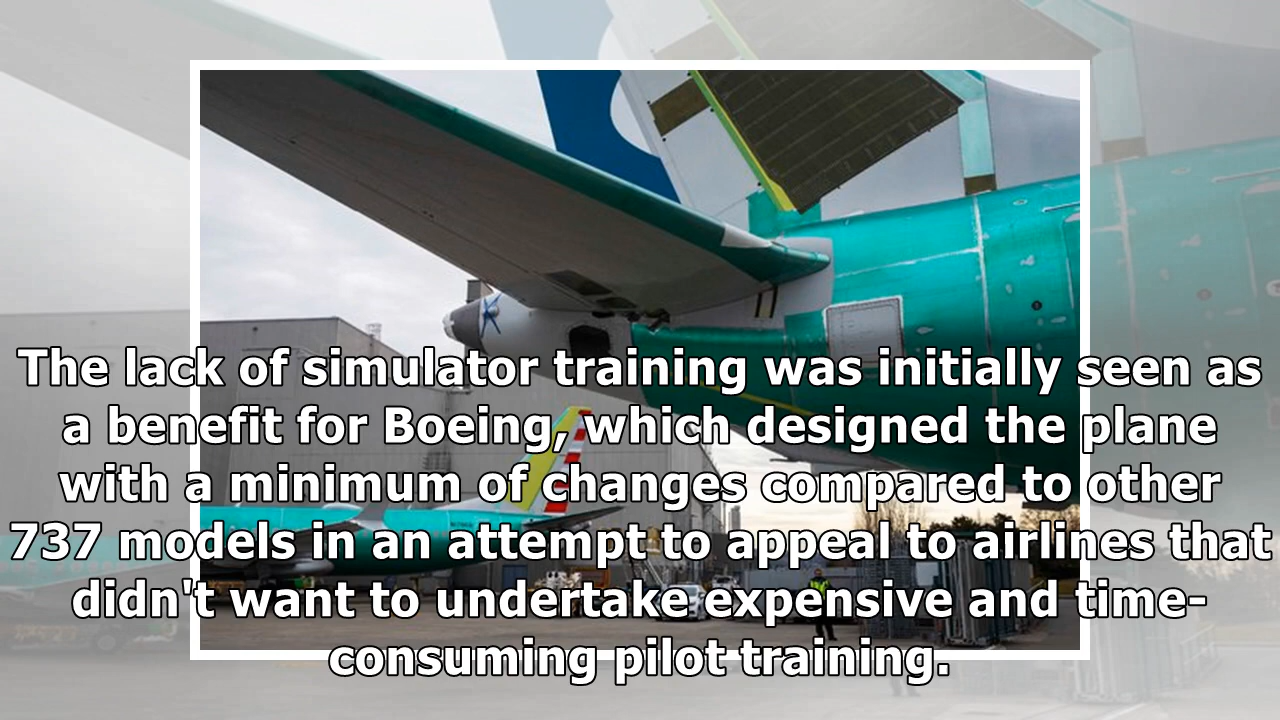 The lack of simulator training was initially seen as
a benefit for Boeing, which designed the plane
with a minimum of changes compared to other
737 models in an attempt to appeal to airlines that
didn't want to undertake expensive and time-
consuming pilot training.